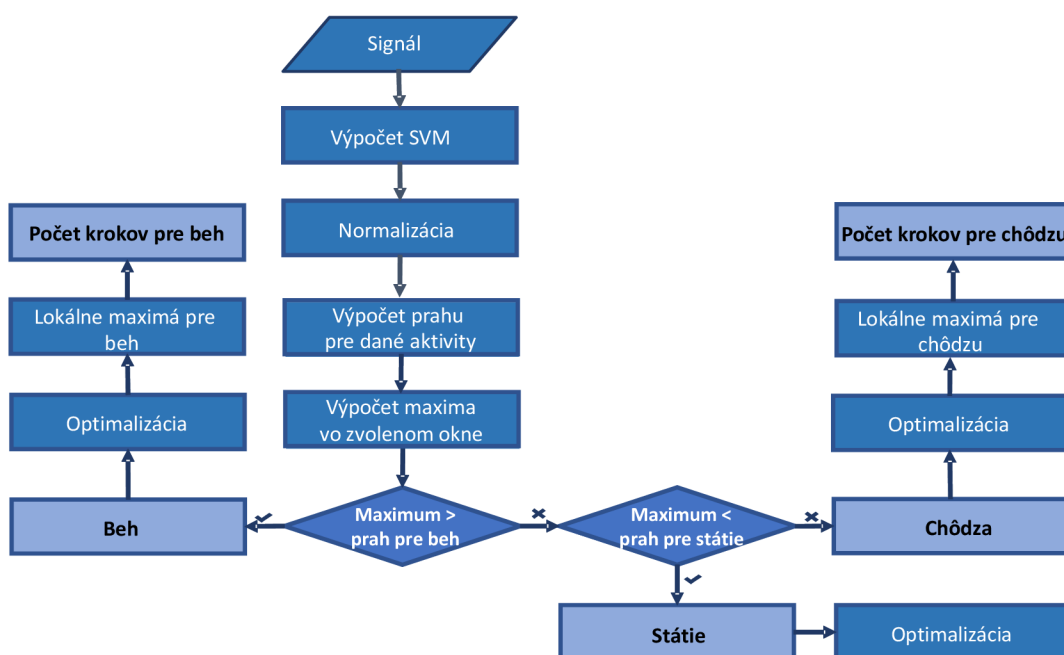 Signál
Výpočet SVM
Normalizácia
Výpočet prahu
pre dané aktivity
Výpočet maxima
vo zvolenom okne
Maximum >
prah pre beh
Beh
Optimalizácia
Lokálne maximá pre
beh
Počet krokov pre beh
Maximum <
prah pre státie
Chôdza
Optimalizácia
Lokálne maximá pre
chôdzu
Počet krokov pre chôdzu
Státie
Optimalizácia